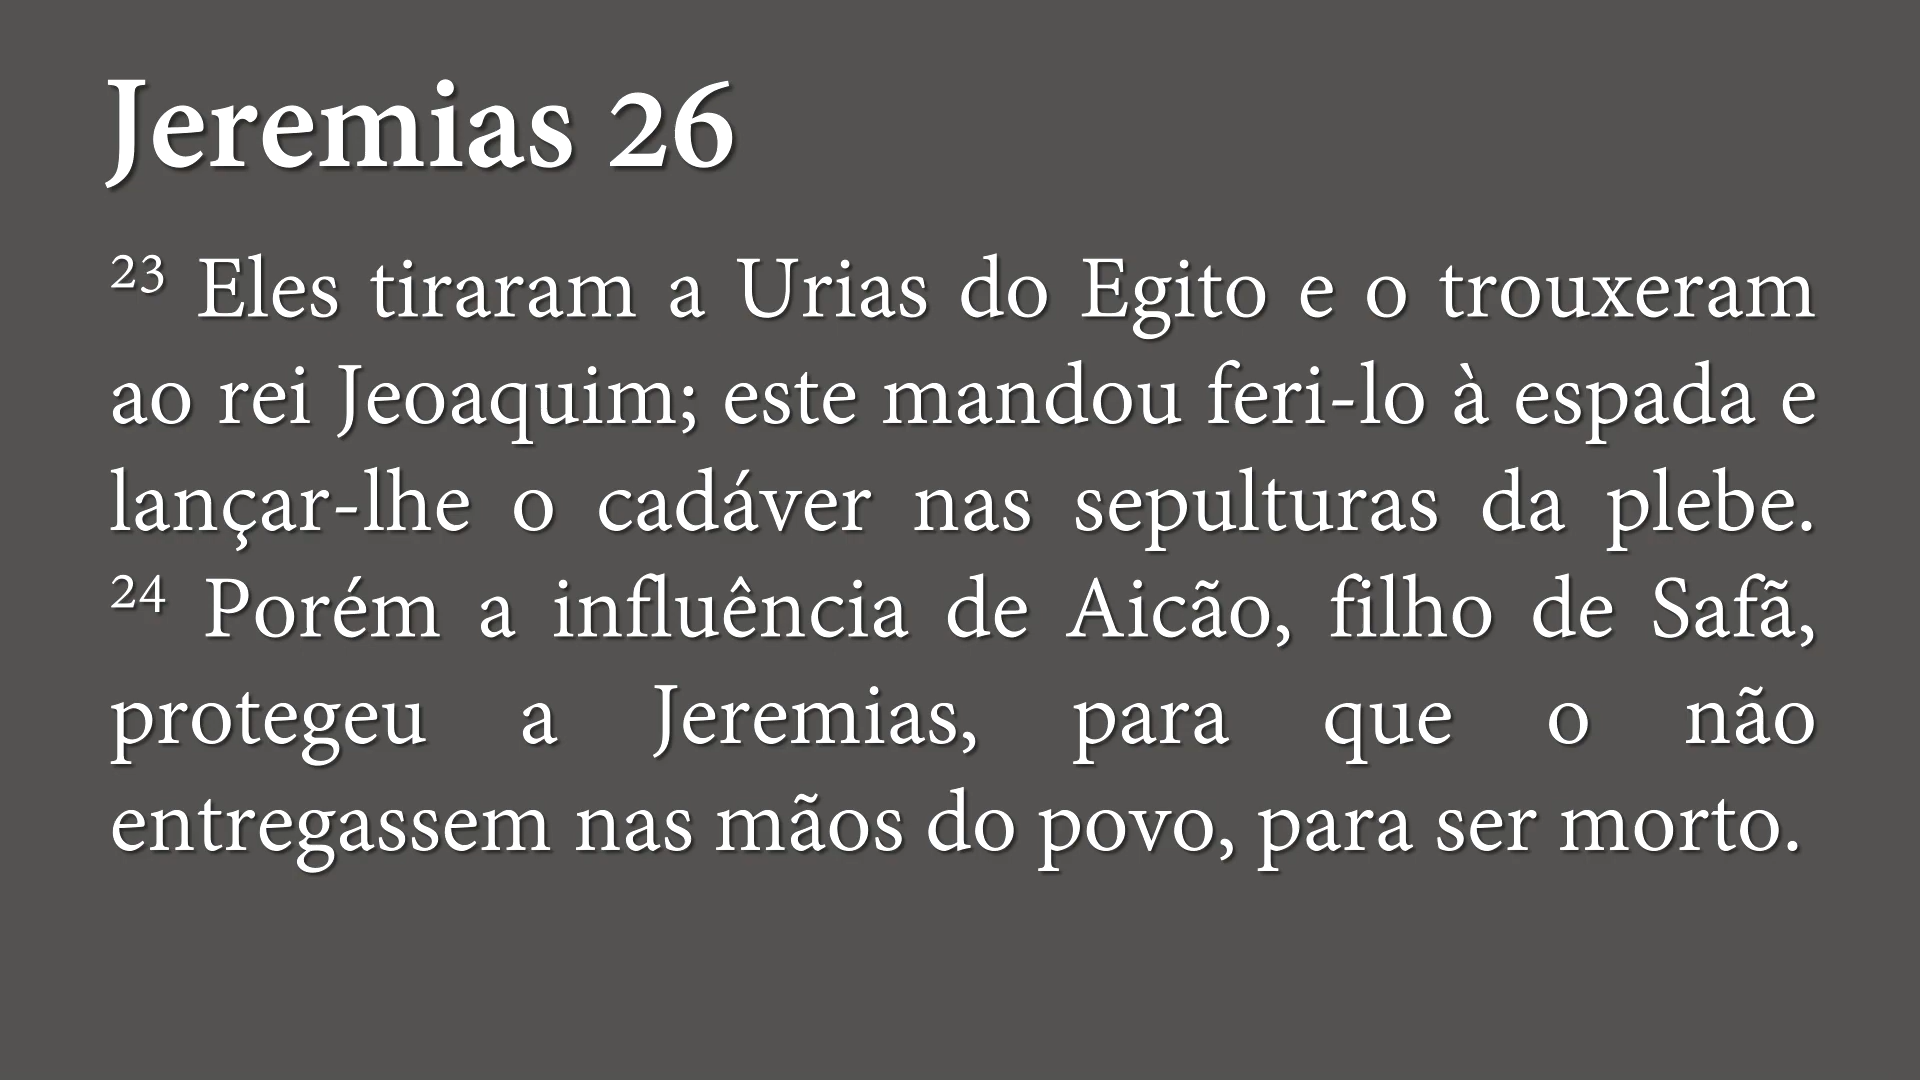 Jeremias 26
²³ Eles tiraram a Urias do Egito e o trouxeram
ao rei Jeoaquim; este mandou feri-lo à espada e
lançar-lhe o cadáver nas sepulturas da plebe.
²⁴ Porém a influência de Aicão, filho de Safã,
protegeu a Jeremias, para que o não
entregassem nas mãos do povo, para ser morto.